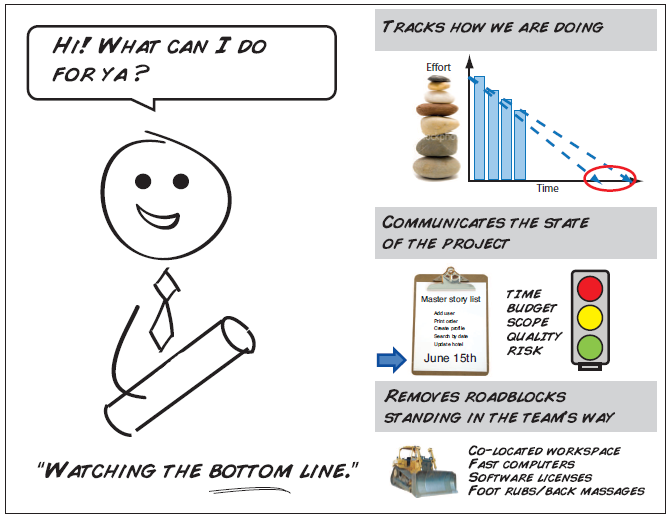 HI! WHAT CAN I DO
FOR YA?
"WATCHING THE BOTTOM LINE."
TRACKS HOW WE ARE DOING
Effort
Time
COMMUNICATES THE STATE
OF THE PROJECT
Master story list
Add user
Print order
Create profile
Search by date
Update hotel
June 15th
TIME
BUDGET
SCOPE
QUALITY
RISK
REMOVES ROADBLOCKS
STANDING IN THE TEAM'S WAY
CO-LOCATED WORKSPACE
FAST COMPUTERS
SOFTWARE LICENSES
FOOT RUBS/BACK MASSAGES